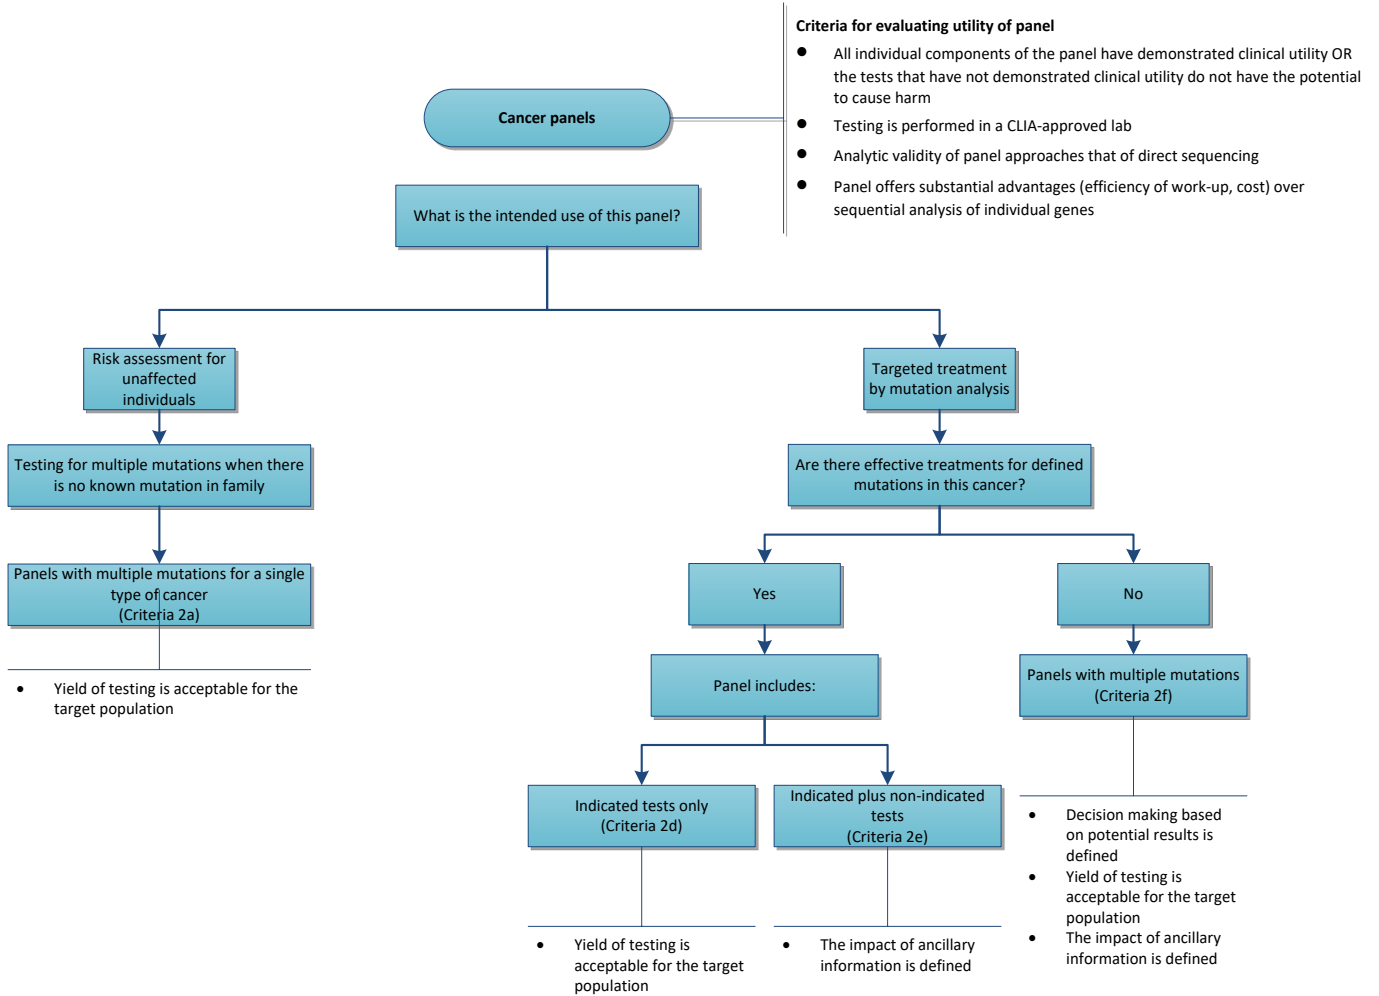 Criteria for evaluating utility of panel
● All individual components of the panel have demonstrated clinical utility OR
the tests that have not demonstrated clinical utility do not have the potential
to cause harm
● Testing is performed in a CLIA-approved lab
● Analytic validity of panel approaches that of direct sequencing
● Panel offers substantial advantages (efficiency of work-up, cost) over
sequential analysis of individual genes
Cancer panels
What is the intended use of this panel?
Risk assessment for
unaffected
individuals
Testing for multiple mutations when there
is no known mutation in family
Panels with multiple mutations for a single
type of cancer
(Criteria 2a)
• Yield of testing is acceptable for the
target population
Targeted treatment
by mutation analysis
Are there effective treatments for defined
mutations in this cancer?
Yes
No
Panel includes:
Panels with multiple mutations
(Criteria 2f)
Indicated tests only
(Criteria 2d)
Indicated plus non-indicated
tests
(Criteria 2e)
• Decision making based
on potential results is
defined
• Yield of testing is
acceptable for the target
population
• The impact of ancillary
information is defined
• Yield of testing is
acceptable for the target
population
• The impact of ancillary
information is defined